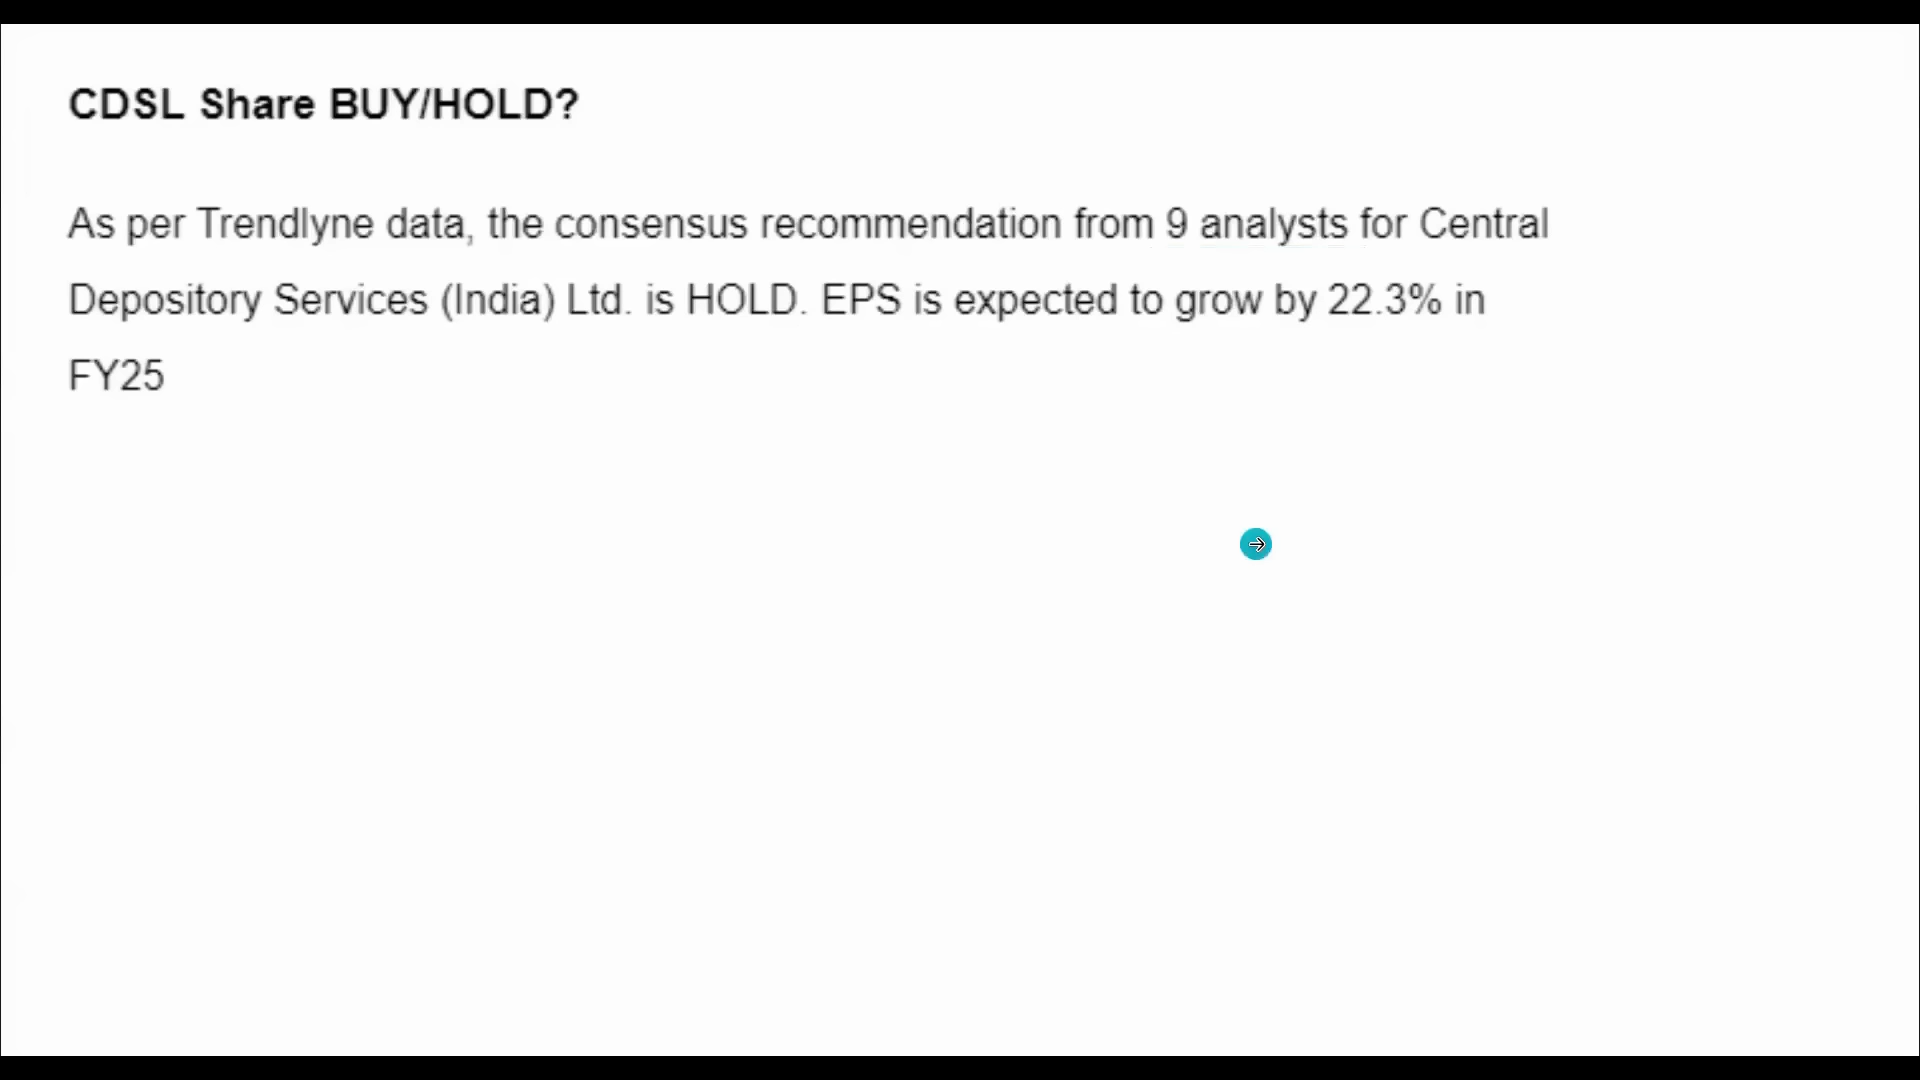 CDSL Share BUY/HOLD?
As per Trendlyne data, the consensus recommendation from 9 analysts for Central
Depository Services (India) Ltd. is HOLD. EPS is expected to grow by 22.3% in
FY25